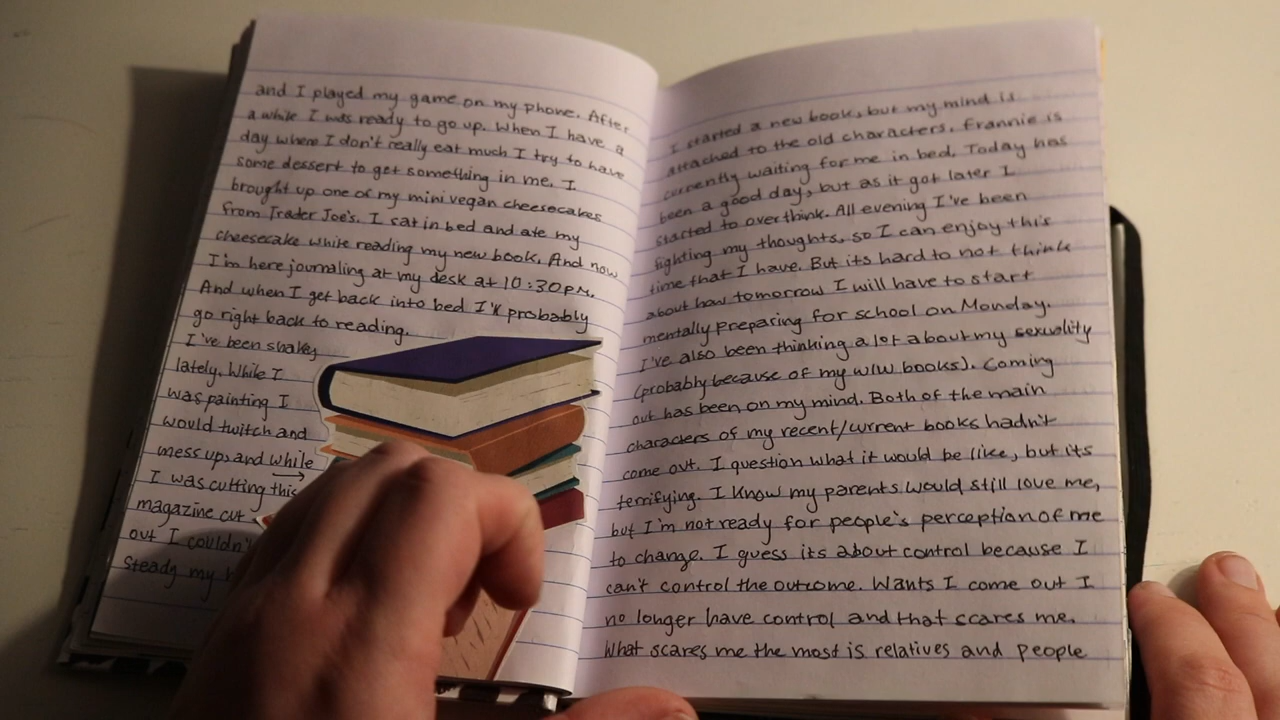 and I played my game on my phone. After
a while I was ready to go up. When I have a
day where I don't really eat much I try to have
some dessert to get something in me. I
brought up one of my mini vegan cheesecakes
from Trader Joe's. I sat in bed and ate my
cheesecake while reading my new book. And now
I'm here journaling at my desk at 10:30pm.
And when I get back into bed I'll probably
go right back to reading.
I've been shaky
lately. While I
was painting I
would twitch and
mess up, and while
I was cutting this
magazine cut
out I couldn't
steady my
I started a new book, but my mind is
attached to the old characters. Frannie is
currently waiting for me in bed. Today has
been a good day, but as it got later I
started to overthink. All evening I've been
fighting my thoughts, so I can enjoy this
time that I have. But its hard to not think
about how tomorrow I will have to start
mentally preparing for school on Monday.
I've also been thinking a lot about my sexuality
(probably because of my WLW books). Coming
out has been on my mind. Both of the main
characters of my recent/current books hadn't
come out. I question what it would be like, but its
terrifying. I know my parents would still love me,
but I'm not ready for people's perception of me
to change. I guess its about control because I
can't control the outcome. Wants I come out I
no longer have control and that scares me.
What scares me the most is relatives and people